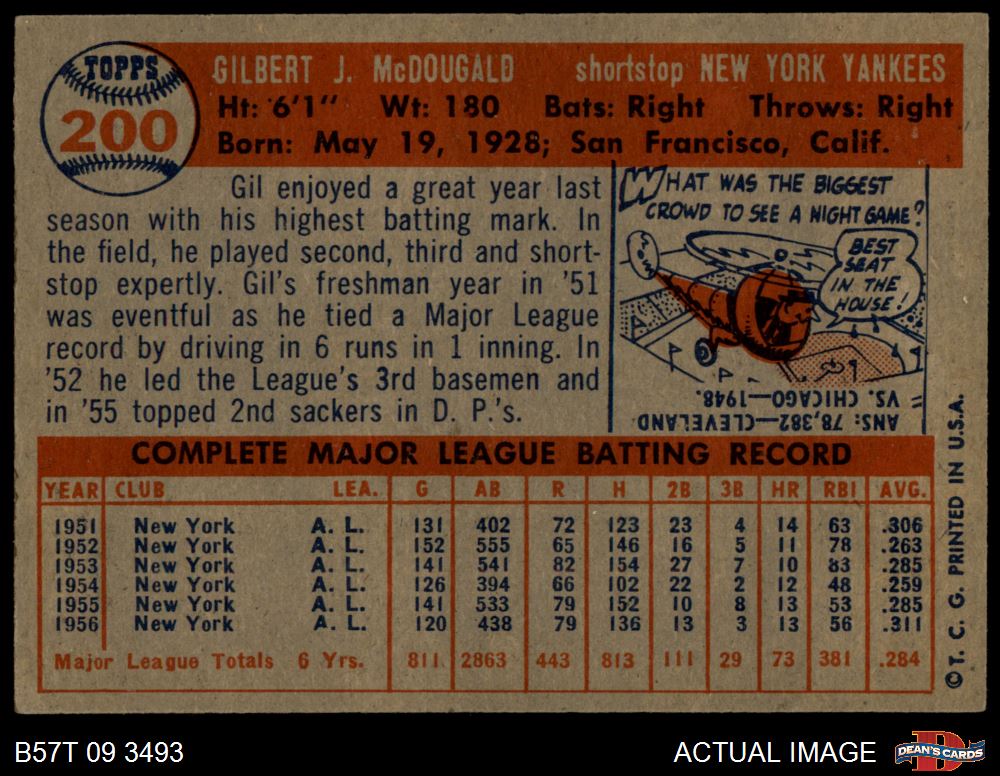 TOPPS
200
GILBERT J. McDOUGALD shortstop NEW YORK YANKEES
Ht: 6'1" Wt: 180 Bats: Right Throws: Right
Born: May 19, 1928; San Francisco, Calif.
Gil enjoyed a great year last
season with his highest batting mark. In
the field, he played second, third and short-
stop expertly. Gil's freshman year in '51
was eventful as he tied a Major League
record by driving in 6 runs in 1 inning. In
'52 he led the League's 3rd basemen and
in '55 topped 2nd sackers in D. P.'s.
WHAT WAS THE BIGGEST
CROWD TO SEE A NIGHT GAME?
BEST
SEAT
IN THE
HOUSE!
ANS: 78,382—CLEVELAND
VS. CHICAGO—1948.
COMPLETE MAJOR LEAGUE BATTING RECORD
YEAR CLUB LEA. G AB R H 2B 3B HR RBI AVG.
1951 New York A. L. 131 402 72 123 23 4 14 63 .306
1952 New York A. L. 152 555 65 146 16 5 11 78 .263
1953 New York A. L. 141 541 82 154 27 7 10 83 .285
1954 New York A. L. 126 394 66 102 22 2 12 48 .259
1955 New York A. L. 141 533 79 152 10 8 13 53 .285
1956 New York A. L. 120 438 79 136 13 3 13 56 .311
Major League Totals 6 Yrs. 811 2863 443 813 111 29 73 381 .284
©T. C. G. PRINTED IN U.S.A.
B57T 09 3493
ACTUAL IMAGE
DEAN'S CARDS